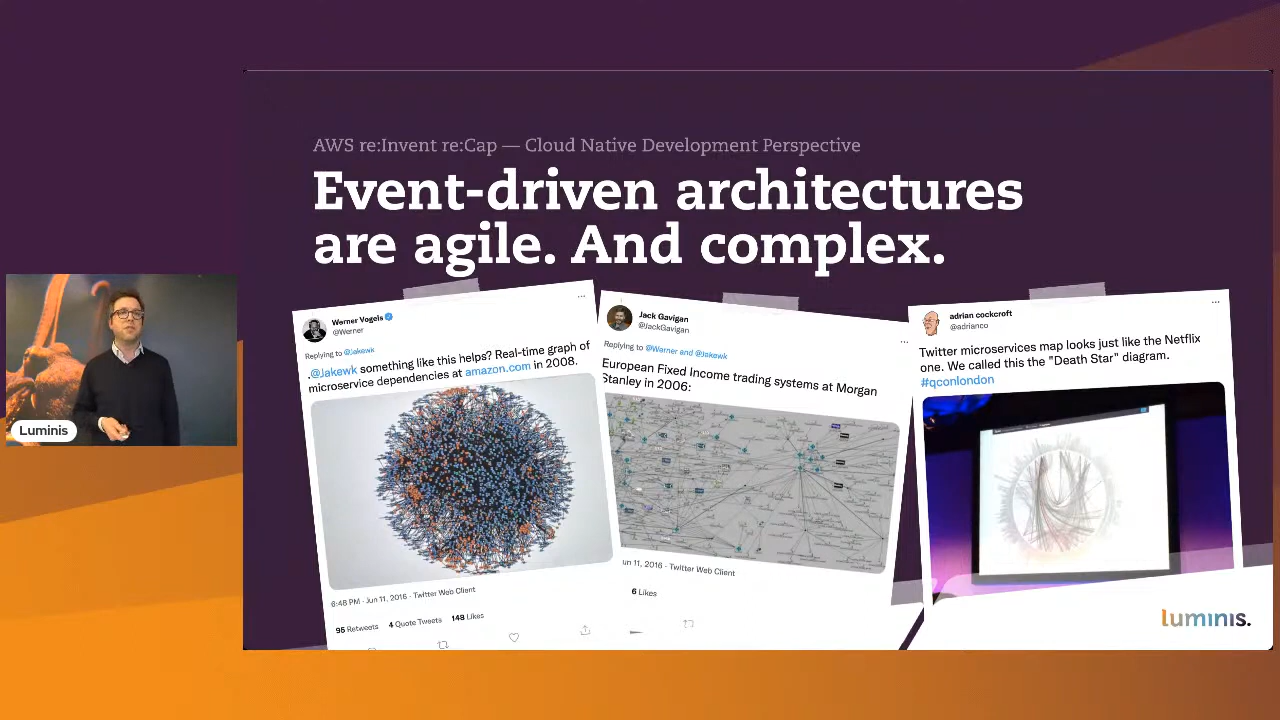 AWS re:Invent re:Cap — Cloud Native Development Perspective
Event-driven architectures
are agile. And complex.
Werner Vogels
@Werner
Replying to @Jakewk
.@Jakewk something like this helps? Real-time graph of
microservice dependencies at amazon.com in 2008.
6:48 PM · Jun 11, 2016 · Twitter Web Client
95 Retweets 4 Quote Tweets 148 Likes
Jack Gavigan
@JackGavigan
Replying to @Werner and @Jakewk
European Fixed Income trading systems at Morgan
Stanley in 2006:
un 11, 2016 · Twitter Web Client
6 Likes
adrian cockcroft
@adrianco
Twitter microservices map looks just like the Netflix
one. We called this the "Death Star" diagram.
#qconlondon
Luminis
luminis.